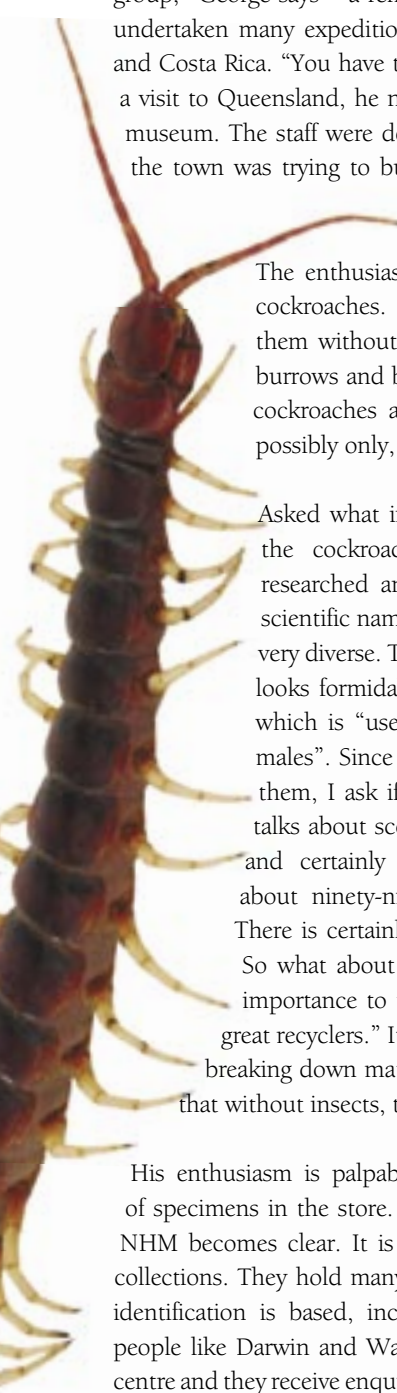 group," George says
undertaken many expeditio
and Costa Rica. "You have t
a visit to Queensland, he n
museum. The staff were de
the town was trying to bu
The enthusias
cockroaches.
them without
burrows and b
cockroaches a
possibly only,
Asked what i
the cockroac
researched an
scientific nam
very diverse. T
looks formida
which is "use
males". Since
them, I ask if
talks about sc
and certainly
about ninety-n
There is certainl
So what about
importance to
great recyclers." I
breaking down ma
that without insects, t
His enthusiasm is palpab
of specimens in the store.
NHM becomes clear. It is
collections. They hold many
identification is based, inc
people like Darwin and Wa
centre and they receive enqu